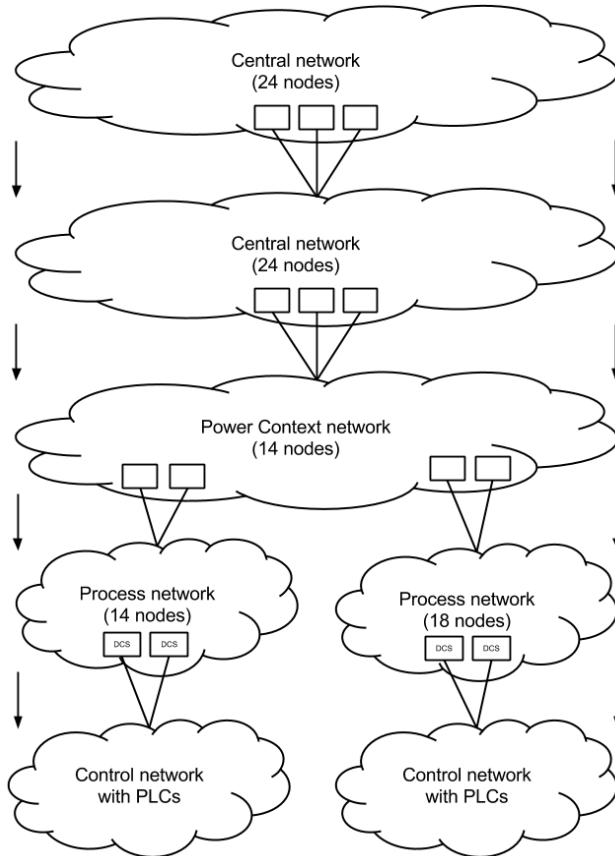 Central network
(24 nodes)
Central network
(24 nodes)
Power Context network
(14 nodes)
Process network
(14 nodes)
DCS DCS
Process network
(18 nodes)
DCS DCS
Control network
with PLCs
Control network
with PLCs